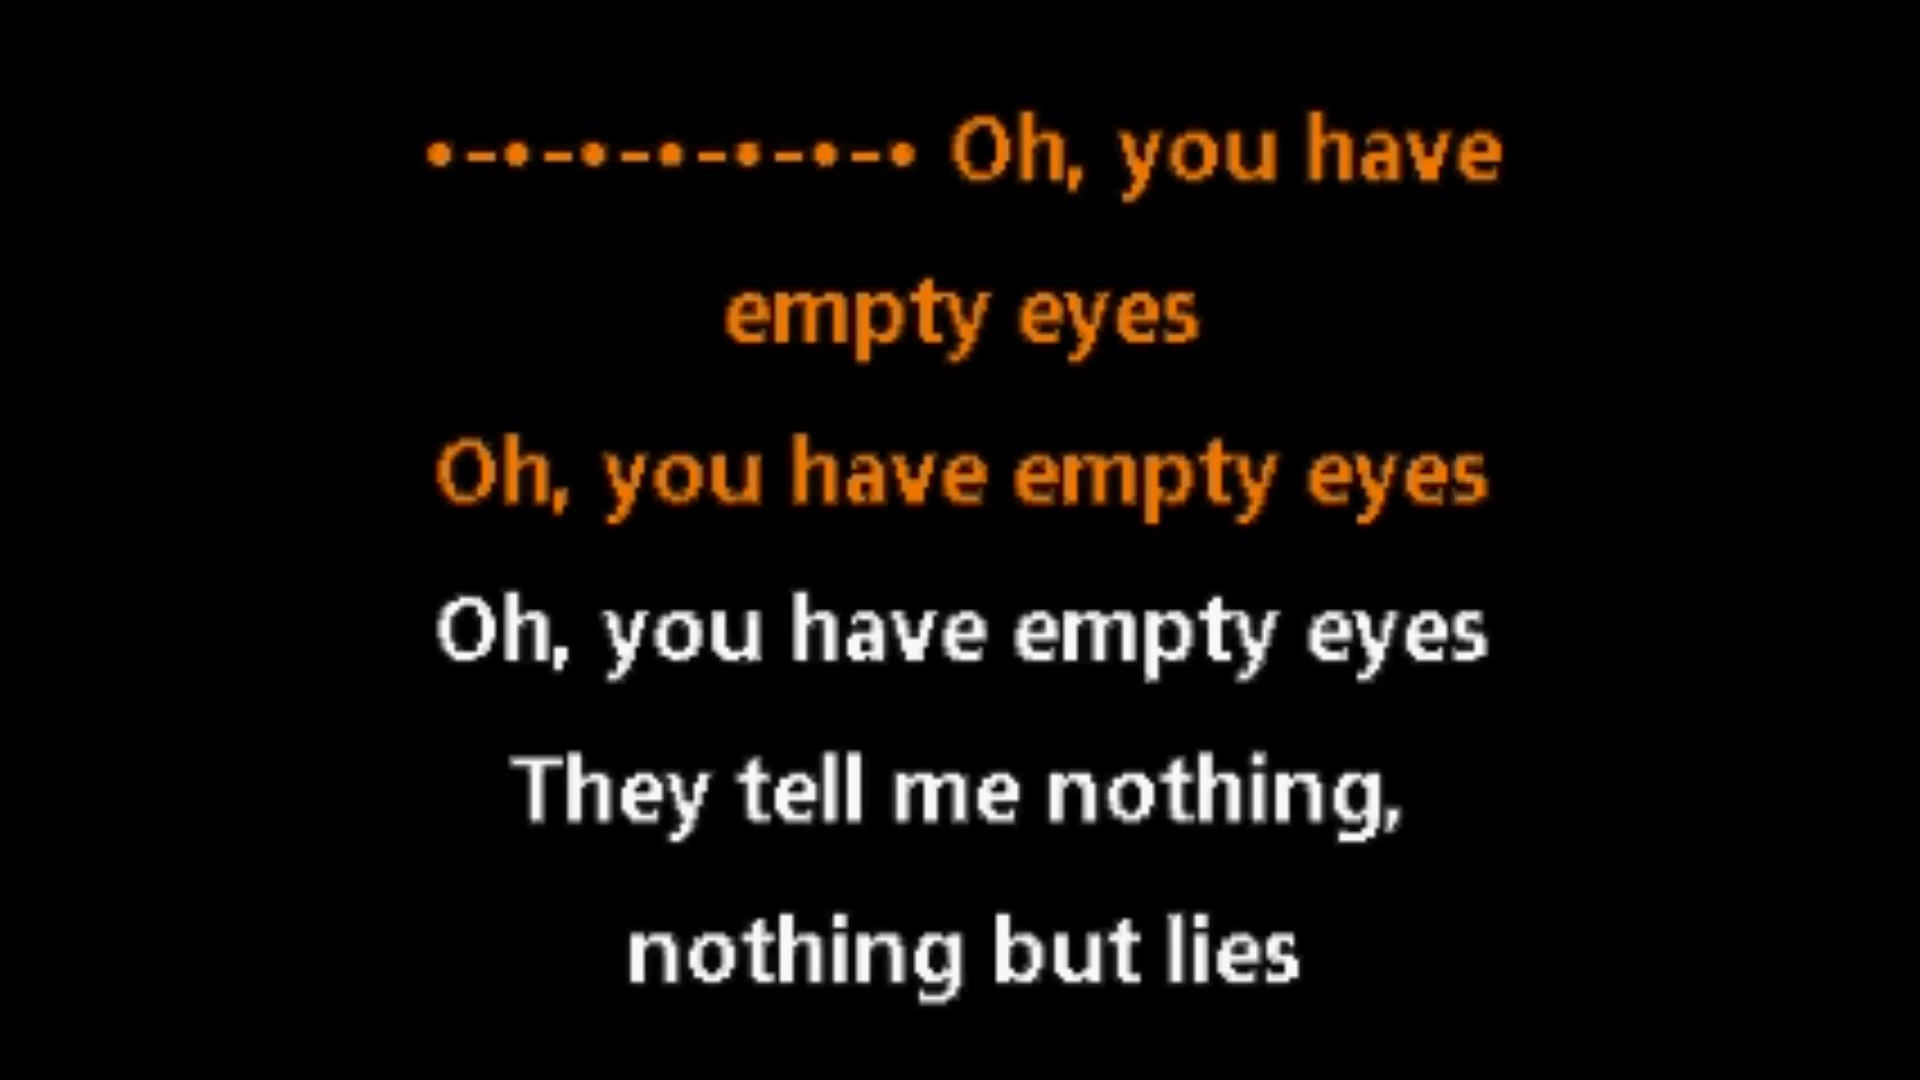 •-•-•-•-•-•-• Oh, you have
empty eyes
Oh, you have empty eyes
Oh, you have empty eyes
They tell me nothing,
nothing but lies